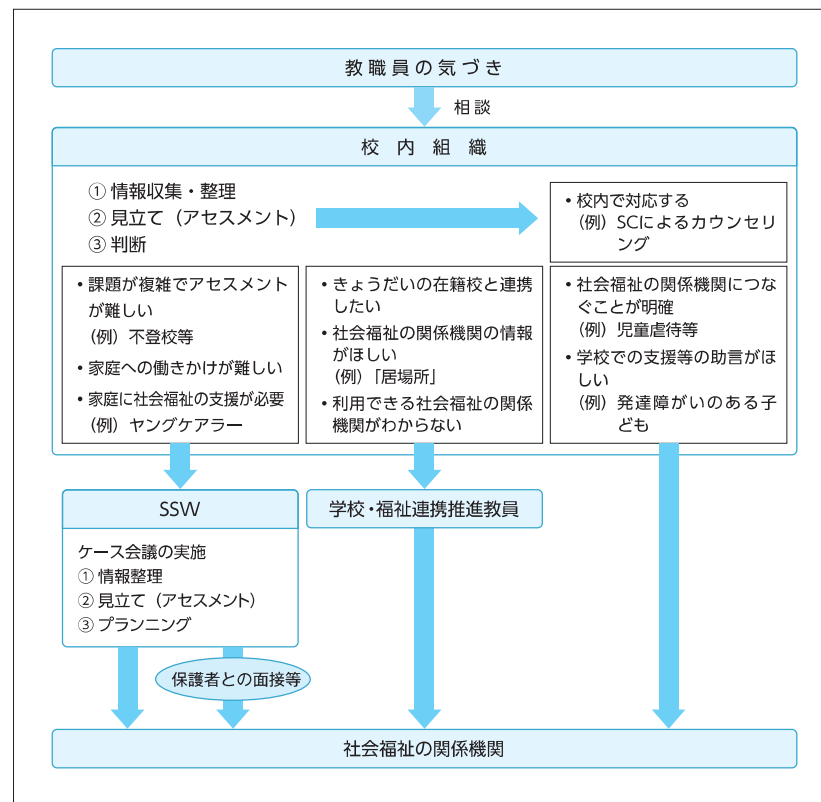 教職員の気づき
相談
校内組織
① 情報収集・整理
② 見立て（アセスメント）
③ 判断
・校内で対応する
（例）SCによるカウンセリ
ング
・課題が複雑でアセスメント
が難しい
（例）不登校等
・家庭への働きかけが難しい
・家庭に社会福祉の支援が必要
（例）ヤングケアラー
・きょうだいの在籍校と連携
したい
・社会福祉の関係機関の情報
がほしい
（例）「居場所」
・利用できる社会福祉の関係
機関がわからない
・社会福祉の関係機関につな
ぐことが明確
（例）児童虐待等
・学校での支援等の助言がほ
しい
（例）発達障がいのある子
ども
SSW
ケース会議の実施
① 情報整理
② 見立て（アセスメント）
③ プランニング
学校・福祉連携推進教員
保護者との面接等
社会福祉の関係機関